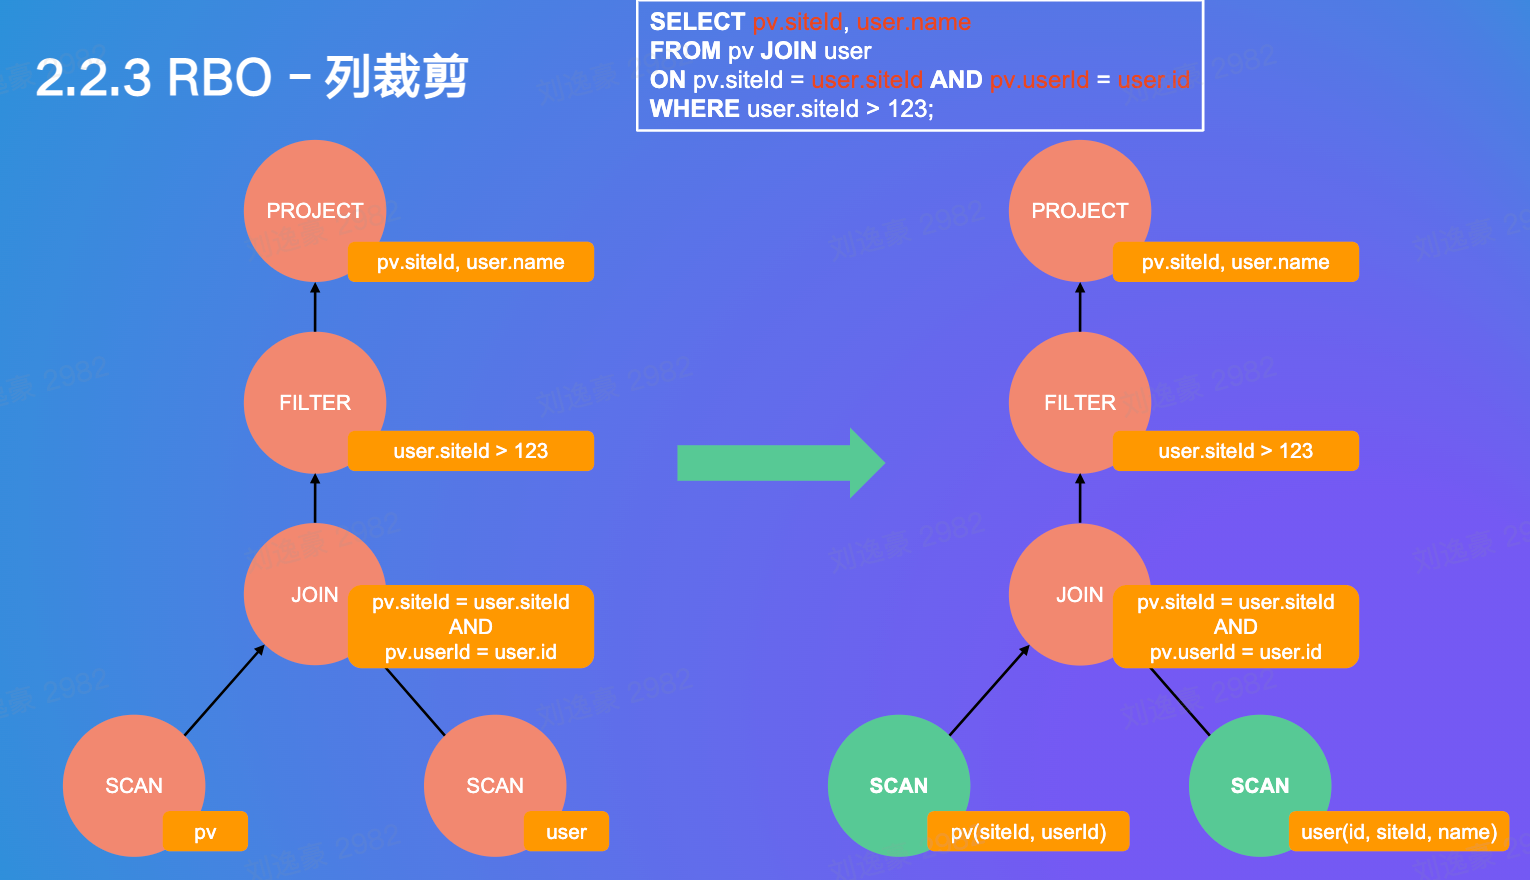 2.2.3 RBO - 列裁剪
SELECT pv.siteId, user.name
FROM pv JOIN user
ON pv.siteId = user.siteId AND pv.userId = user.id
WHERE user.siteId > 123;
PROJECT
pv.siteId, user.name
FILTER
user.siteId > 123
JOIN
pv.siteId = user.siteId
AND
pv.userId = user.id
SCAN
pv
SCAN
user
PROJECT
pv.siteId, user.name
FILTER
user.siteId > 123
JOIN
pv.siteId = user.siteId
AND
pv.userId = user.id
SCAN
pv(siteId, userId)
SCAN
user(id, siteId, name)
刘逸豪 2982